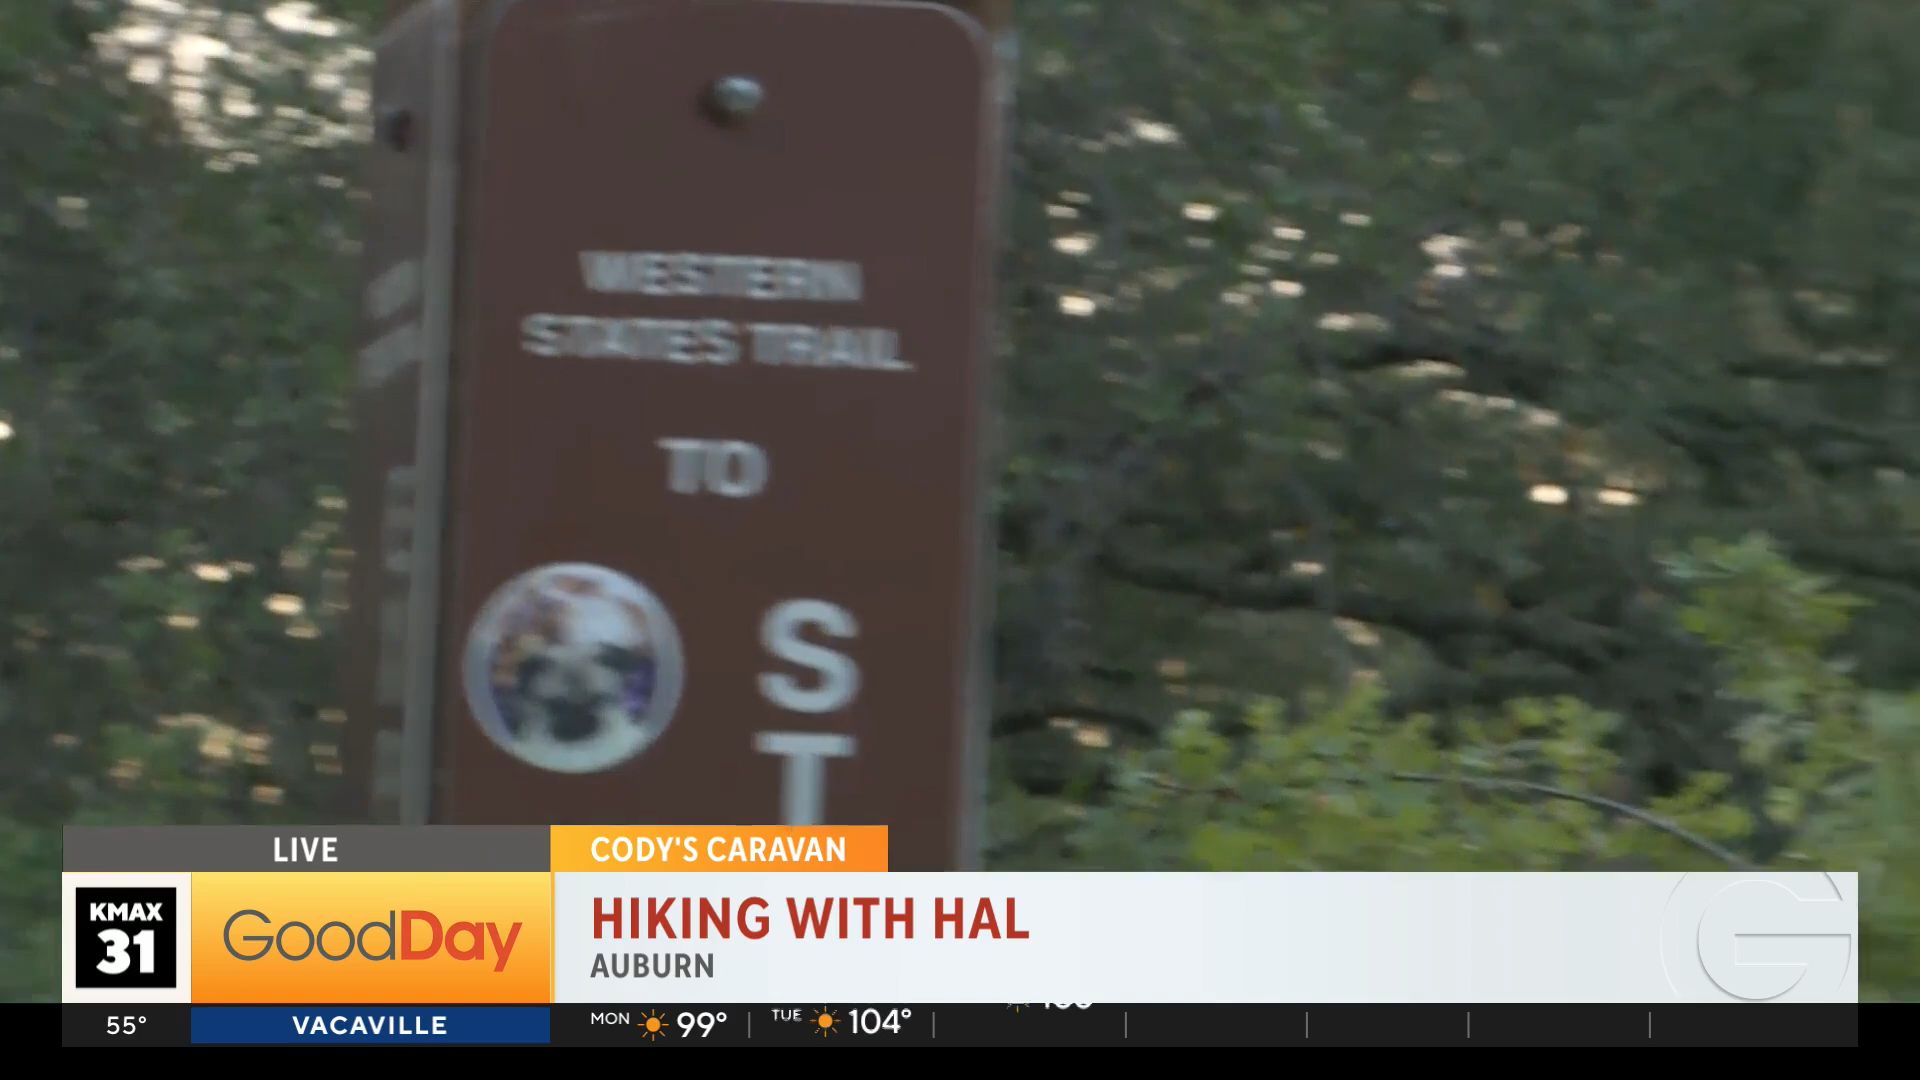 WESTERN
STATES TRAIL
TO
S
T
LIVE
CODY'S CARAVAN
KMAX
31
GoodDay
HIKING WITH HAL
AUBURN
55°
VACAVILLE
MON 99°
TUE 104°